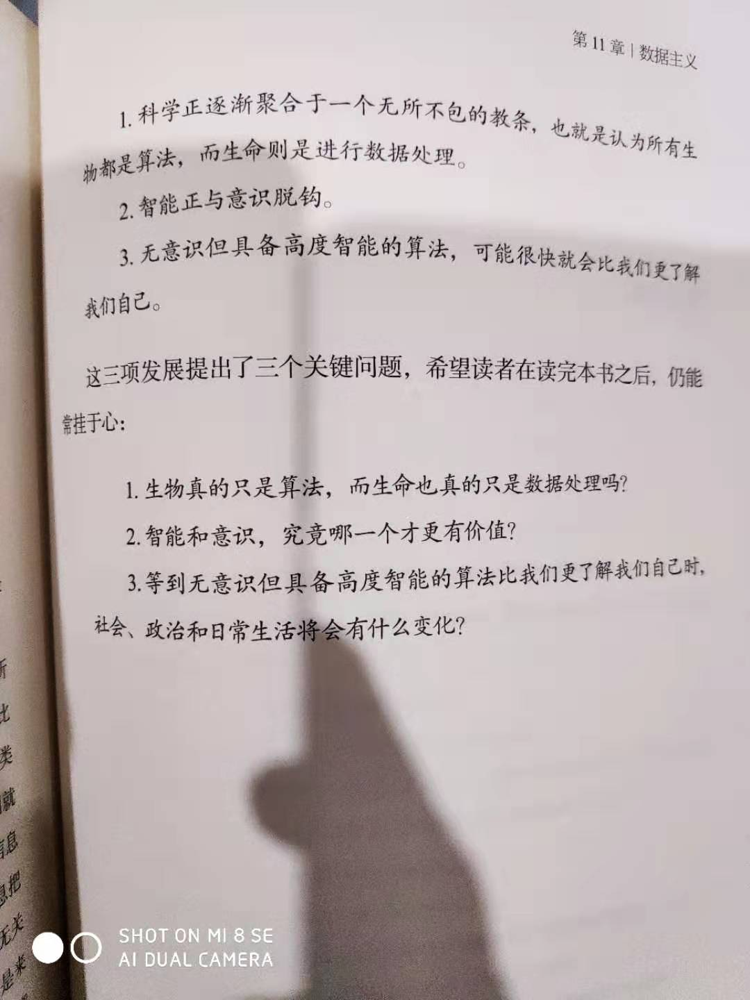 第 11 章 | 数据主义
1. 科学正逐渐聚合于一个无所不包的教条，也就是认为所有生
物都是算法，而生命则是进行数据处理。
2. 智能正与意识脱钩。
3. 无意识但具备高度智能的算法，可能很快就会比我们更了解
我们自己。
这三项发展提出了三个关键问题，希望读者在读完本书之后，仍能
常挂于心：
1. 生物真的只是算法，而生命也真的只是数据处理吗？
2. 智能和意识，究竟哪一个才更有价值？
3. 等到无意识但具备高度智能的算法比我们更了解我们自己时，
社会、政治和日常生活将会有什么变化？
比
类
就
息
息把
无关
是来
SHOT ON MI 8 SE
AI DUAL CAMERA